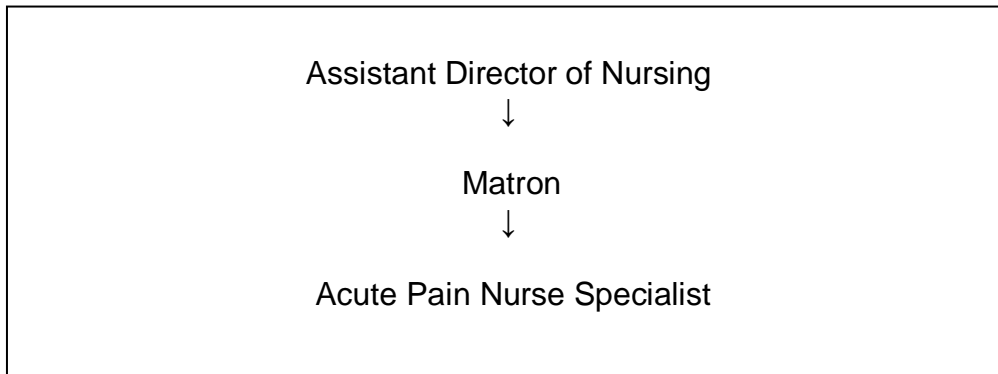 Assistant Director of Nursing
↓
Matron
↓
Acute Pain Nurse Specialist